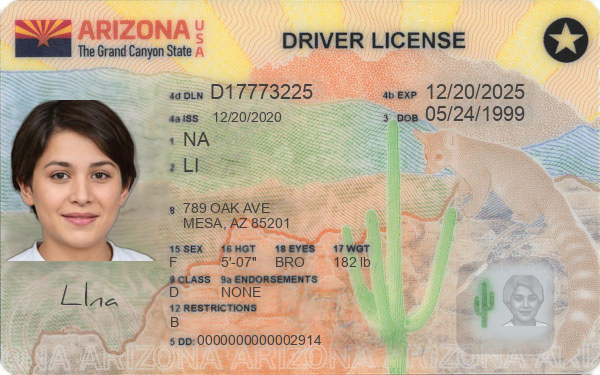 ARIZONA USA
The Grand Canyon State
DRIVER LICENSE
4d DLN D17773225
4b EXP 12/20/2025
4a ISS 12/20/2020
3 DOB 05/24/1999
1 NA
2 LI
8 789 OAK AVE
MESA, AZ 85201
15 SEX 16 HGT 18 EYES 17 WGT
F 5'-07" BRO 182 lb
9 CLASS 9a ENDORSEMENTS
D NONE
12 RESTRICTIONS
B
5 DD: 0000000000002914
LIna
ARIZONA ARIZONA ARIZONA ARIZONA